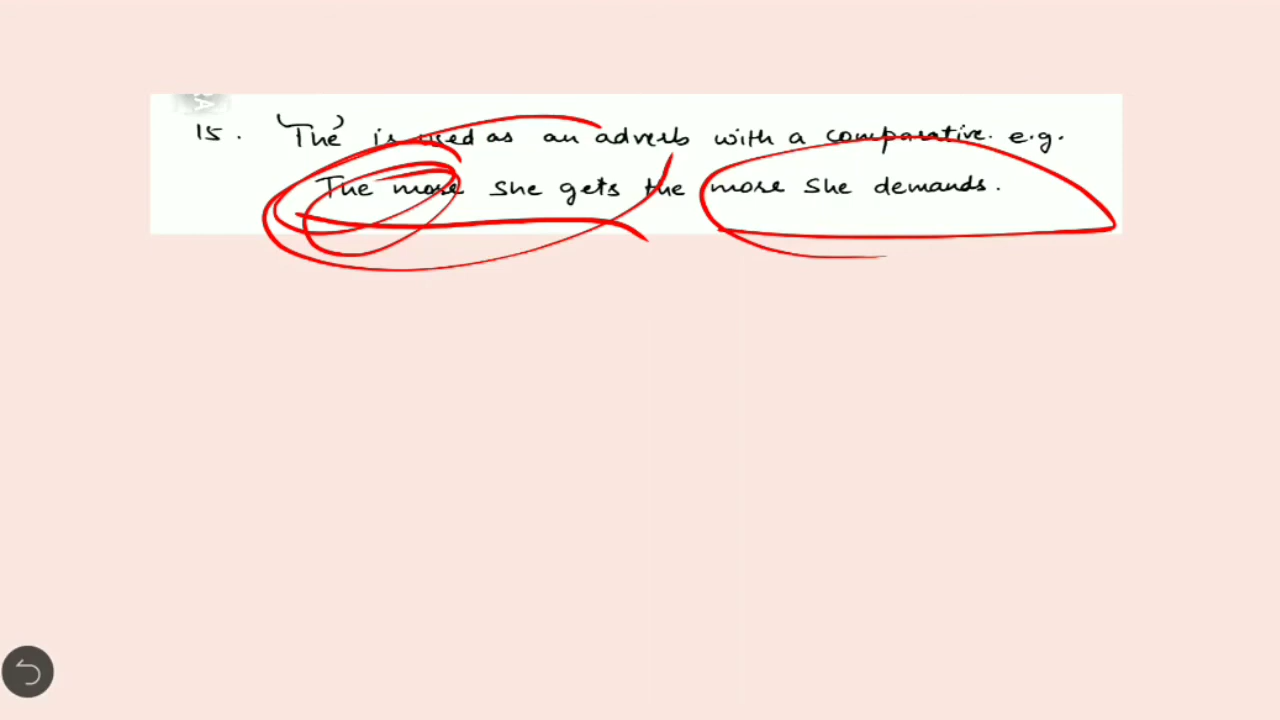 15. 'The' is used as an adverb with a comparative. e.g.
The more she gets the more she demands.